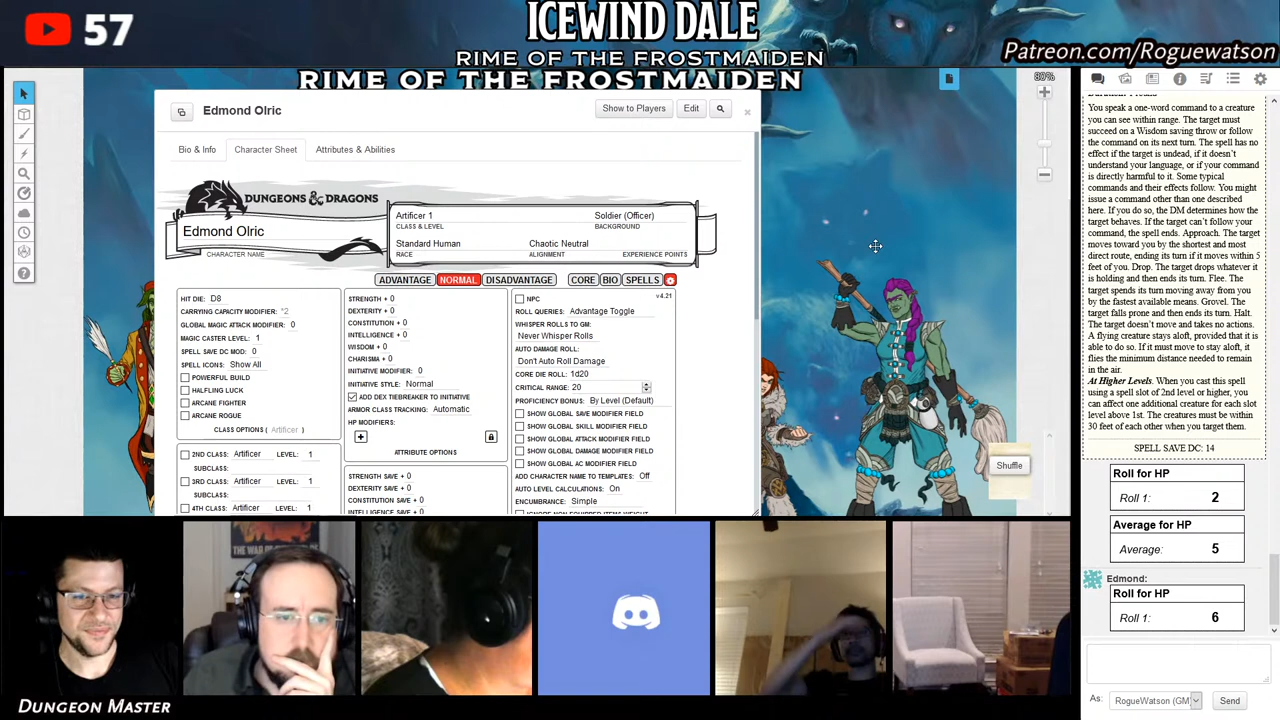 57
ICEWIND DALE
RIME OF THE FROSTMAIDEN
Patreon.com/Roguewatson
RIME OF THE FROSTMAIDEN
80%
Edmond Olric
Show to Players
Edit
Bio & Info
Character Sheet
Attributes & Abilities
DUNGEONS & DRAGONS
Edmond Olric
CHARACTER NAME
Artificer 1
Soldier (Officer)
CLASS & LEVEL
BACKGROUND
Standard Human
Chaotic Neutral
RACE
ALIGNMENT
EXPERIENCE POINTS
ADVANTAGE NORMAL DISADVANTAGE
CORE BIO SPELLS
HIT DIE: D8
CARRYING CAPACITY MODIFIER: *2
GLOBAL MAGIC ATTACK MODIFIER: 0
MAGIC CASTER LEVEL: 1
SPELL SAVE DC MOD: 0
SPELL ICONS: Show All
POWERFUL BUILD
HALFLING LUCK
ARCANE FIGHTER
ARCANE ROGUE
CLASS OPTIONS ( Artificer )
2ND CLASS: Artificer LEVEL: 1
SUBCLASS:
3RD CLASS: Artificer LEVEL: 1
SUBCLASS:
4TH CLASS: Artificer LEVEL: 1
STRENGTH + 0
DEXTERITY + 0
CONSTITUTION + 0
INTELLIGENCE + 0
WISDOM + 0
CHARISMA + 0
INITIATIVE MODIFIER: 0
INITIATIVE STYLE: Normal
ADD DEX TIEBREAKER TO INITIATIVE
ARMOR CLASS TRACKING: Automatic
HP MODIFIERS:
ATTRIBUTE OPTIONS
STRENGTH SAVE + 0
DEXTERITY SAVE + 0
CONSTITUTION SAVE + 0
INTELLIGENCE SAVE + 0
NPC
v4.21
ROLL QUERIES: Advantage Toggle
WHISPER ROLLS TO GM:
Never Whisper Rolls
AUTO DAMAGE ROLL:
Don't Auto Roll Damage
CORE DIE ROLL: 1d20
CRITICAL RANGE: 20
PROFICIENCY BONUS: By Level (Default)
SHOW GLOBAL SAVE MODIFIER FIELD
SHOW GLOBAL SKILL MODIFIER FIELD
SHOW GLOBAL ATTACK MODIFIER FIELD
SHOW GLOBAL DAMAGE MODIFIER FIELD
SHOW GLOBAL AC MODIFIER FIELD
ADD CHARACTER NAME TO TEMPLATES: Off
AUTO LEVEL CALCULATIONS: On
ENCUMBRANCE: Simple
Shuffle
You speak a one-word command to a creature
you can see within range. The target must
succeed on a Wisdom saving throw or follow
the command on its next turn. The spell has no
effect if the target is undead, if it doesn't
understand your language, or if your command
is directly harmful to it. Some typical
commands and their effects follow. You might
issue a command other than one described
here. If you do so, the DM determines how the
target behaves. If the target can't follow your
command, the spell ends. Approach. The target
moves toward you by the shortest and most
direct route, ending its turn if it moves within 5
feet of you. Drop. The target drops whatever it
is holding and then ends its turn. Flee. The
target spends its turn moving away from you
by the fastest available means. Grovel. The
target falls prone and then ends its turn. Halt.
The target doesn't move and takes no actions.
A flying creature stays aloft, provided that it is
able to do so. If it must move to stay aloft, it
flies the minimum distance needed to remain
in the air.
At Higher Levels. When you cast this spell
using a spell slot of 2nd level or higher, you
can affect one additional creature for each slot
level above 1st. The creatures must be within
30 feet of each other when you target them.
SPELL SAVE DC: 14
Roll for HP
Roll 1: 2
Average for HP
Average: 5
Edmond:
Roll for HP
Roll 1: 6
As: RogueWatson (GM)
Send
DUNGEON MASTER